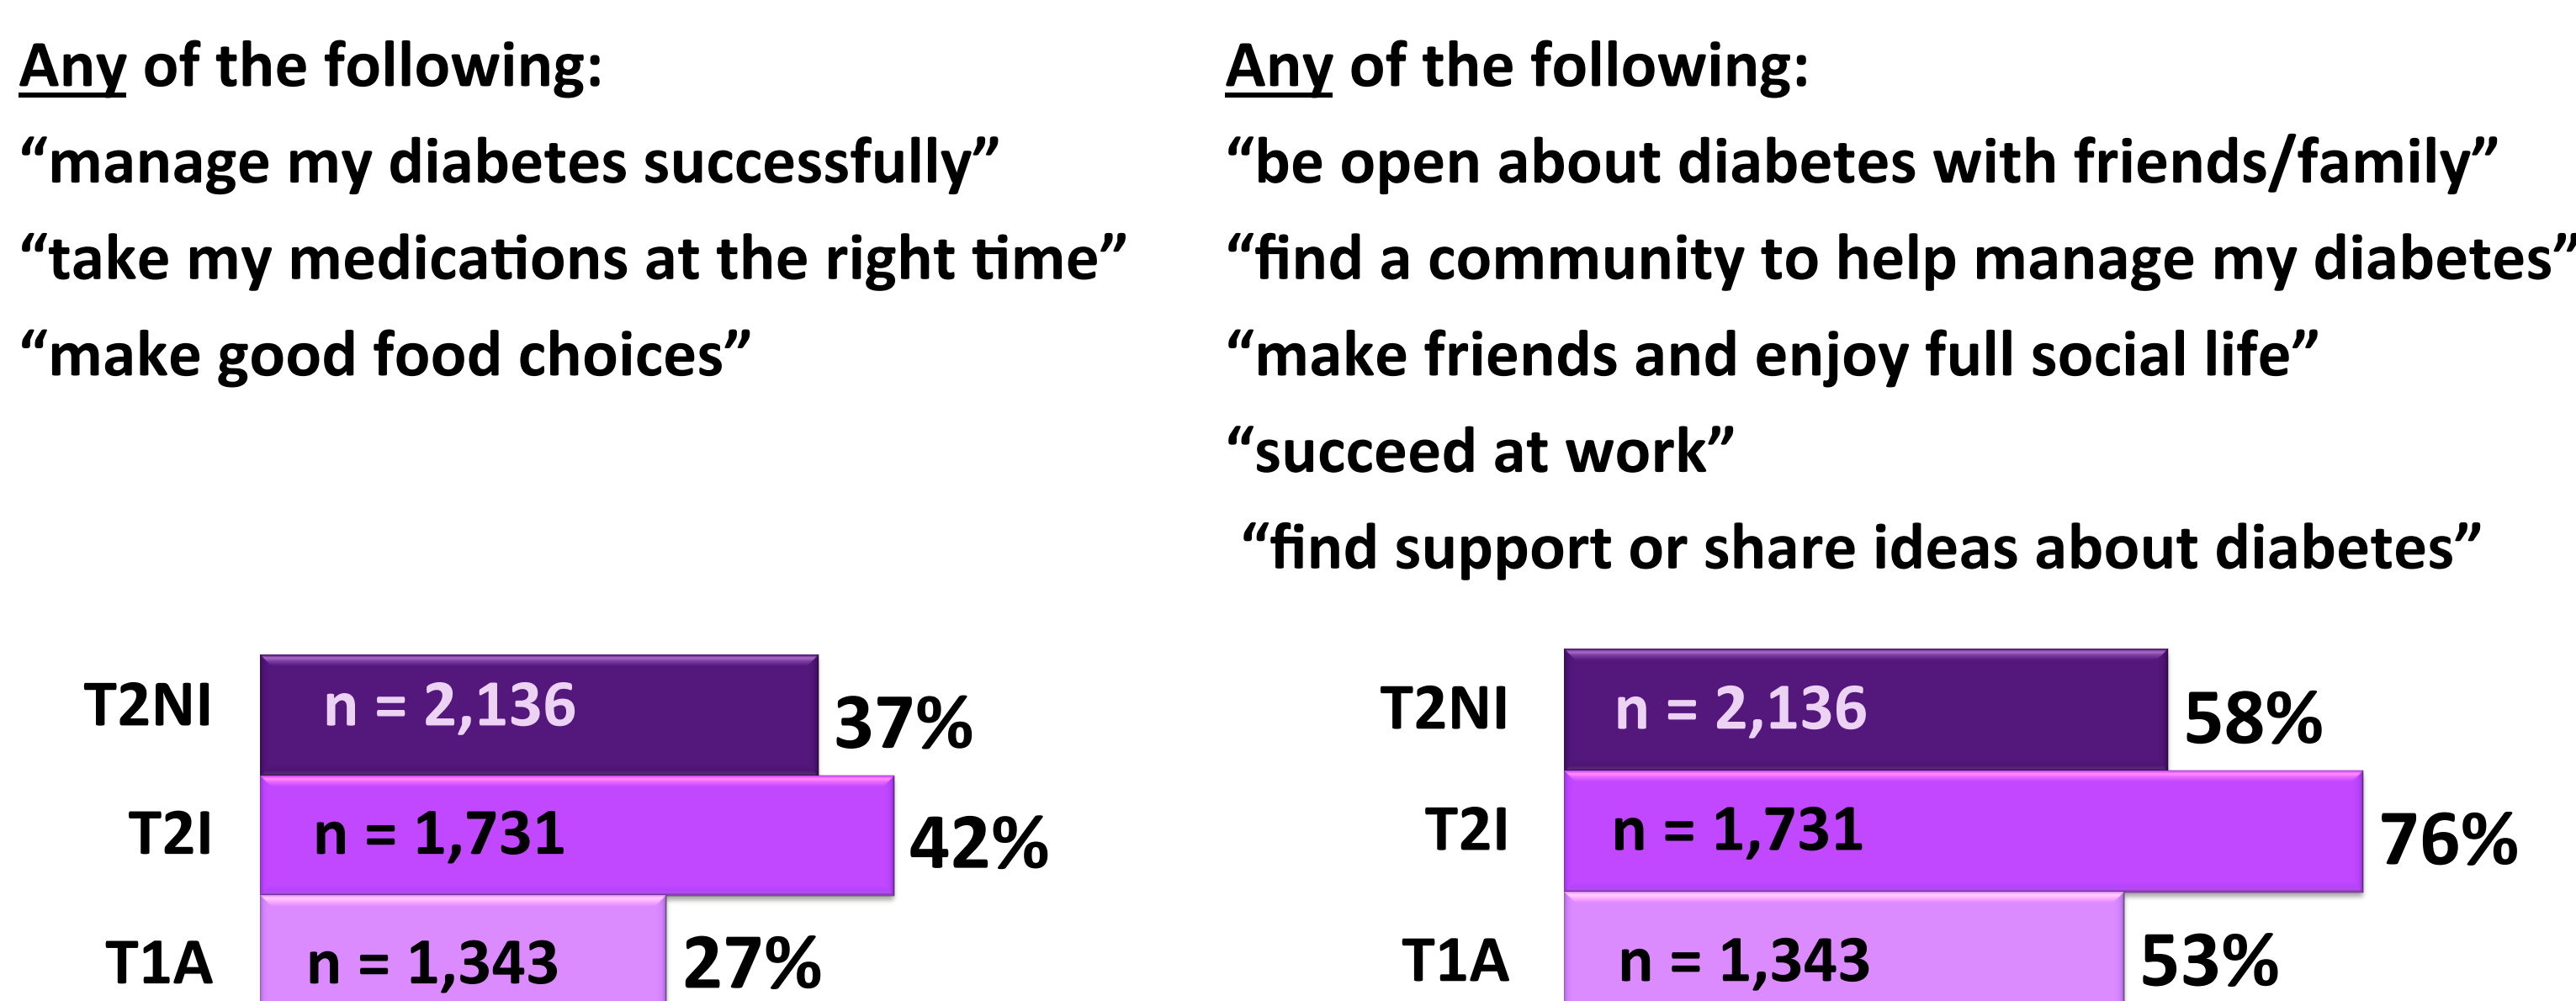 Any of the following:
“manage my diabetes successfully”
“take my medications at the right time”
“make good food choices”
T2NI n = 2,136 37%
T2I n = 1,731 42%
T1A n = 1,343 27%
Any of the following:
“be open about diabetes with friends/family”
“find a community to help manage my diabetes”
“make friends and enjoy full social life”
“succeed at work”
“find support or share ideas about diabetes”
T2NI n = 2,136 58%
T2I n = 1,731 76%
T1A n = 1,343 53%